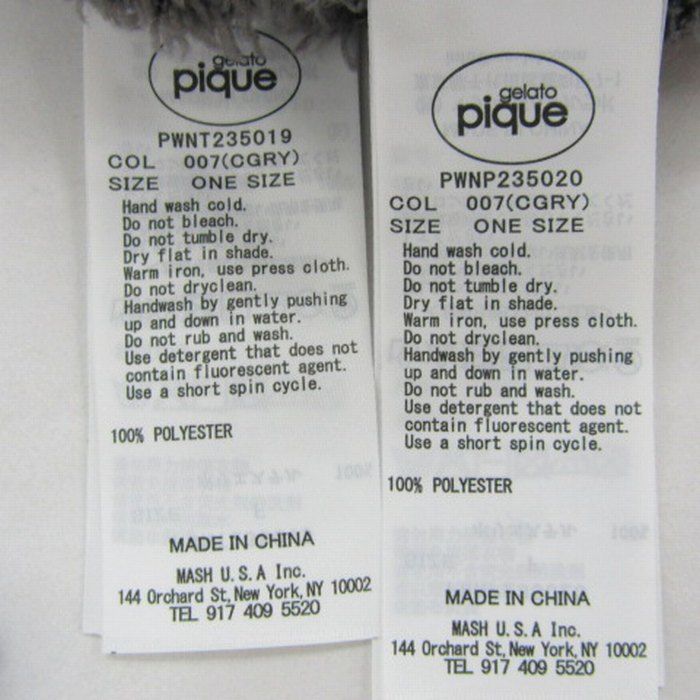 gelato
pique
PWNT235019
COL 007(CGRY)
SIZE ONE SIZE
Hand wash cold.
Do not bleach.
Do not tumble dry.
Dry flat in shade.
Warm iron, use press cloth.
Do not dryclean.
Handwash by gently pushing
up and down in water.
Do not rub and wash.
Use detergent that does not
contain fluorescent agent.
Use a short spin cycle.
100% POLYESTER
MADE IN CHINA
MASH U.S.A Inc.
144 Orchard St, New York, NY 10002
TEL 917 409 5520
gelato
pique
PWNP235020
COL 007(CGRY)
SIZE ONE SIZE
Hand wash cold.
Do not bleach.
Do not tumble dry.
Dry flat in shade.
Warm iron, use press cloth.
Do not dryclean.
Handwash by gently pushing
up and down in water.
Do not rub and wash.
Use detergent that does not
contain fluorescent agent.
Use a short spin cycle.
100% POLYESTER
MADE IN CHINA
MASH U.S.A Inc.
144 Orchard St, New York, NY 10002
TEL 917 409 5520